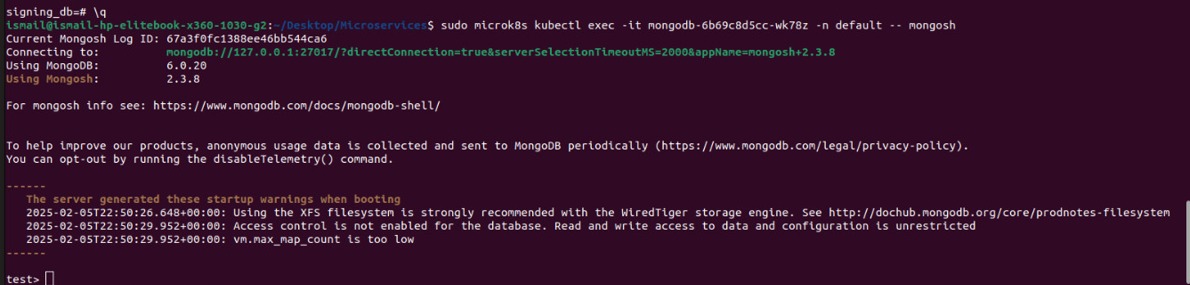 signing_db=# \q
ismail@ismail-hp-elitebook-x360-1030-g2:~/Desktop/Microservices$ sudo microk8s kubectl exec -it mongodb-6b69c8d5cc-wk78z -n default -- mongosh
Current Mongosh Log ID: 67a3f0fc1388ee46bb544ca6
Connecting to: mongodb://127.0.0.1:27017/?directConnection=true&serverSelectionTimeoutMS=2000&appName=mongosh+2.3.8
Using MongoDB: 6.0.20
Using Mongosh: 2.3.8
For mongosh info see: https://www.mongodb.com/docs/mongodb-shell/
To help improve our products, anonymous usage data is collected and sent to MongoDB periodically (https://www.mongodb.com/legal/privacy-policy).
You can opt-out by running the disableTelemetry() command.
------
The server generated these startup warnings when booting
2025-02-05T22:50:26.648+00:00: Using the XFS filesystem is strongly recommended with the WiredTiger storage engine. See http://dochub.mongodb.org/core/prodnotes-filesystem
2025-02-05T22:50:29.952+00:00: Access control is not enabled for the database. Read and write access to data and configuration is unrestricted
2025-02-05T22:50:29.952+00:00: vm.max_map_count is too low
------
test>